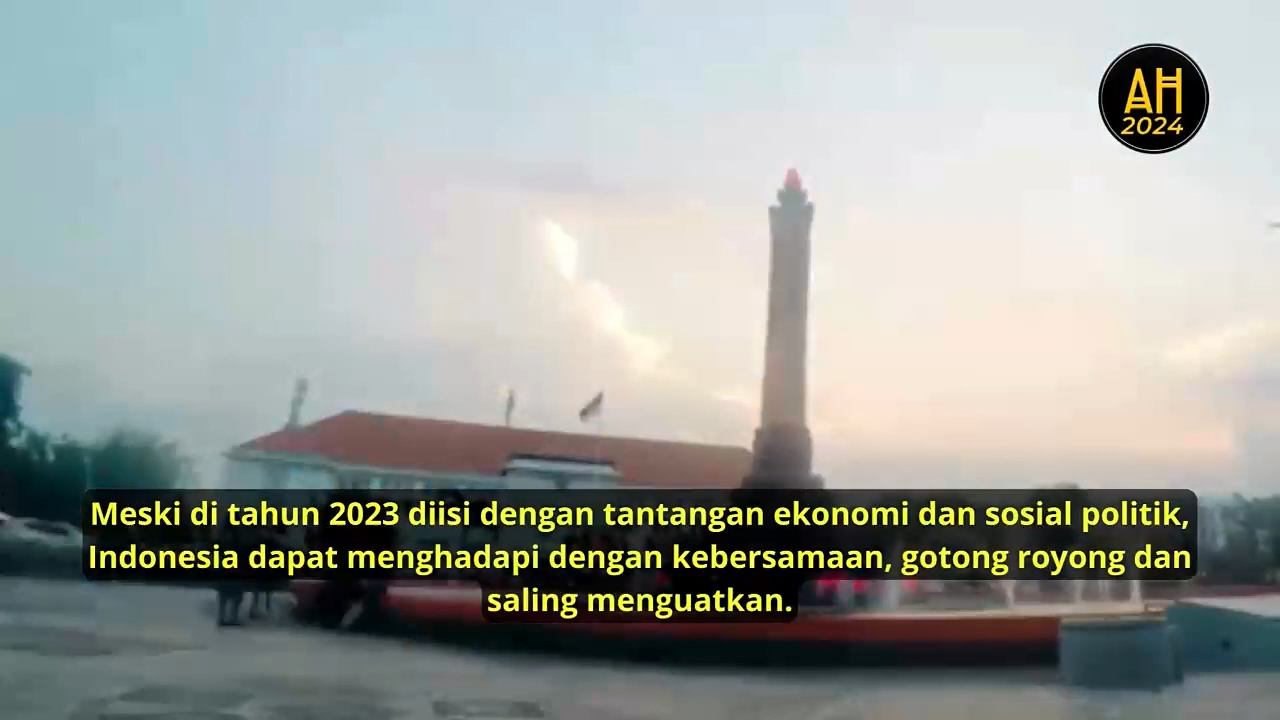 AH
2024
Meski di tahun 2023 diisi dengan tantangan ekonomi dan sosial politik,
Indonesia dapat menghadapi dengan kebersamaan, gotong royong dan
saling menguatkan.